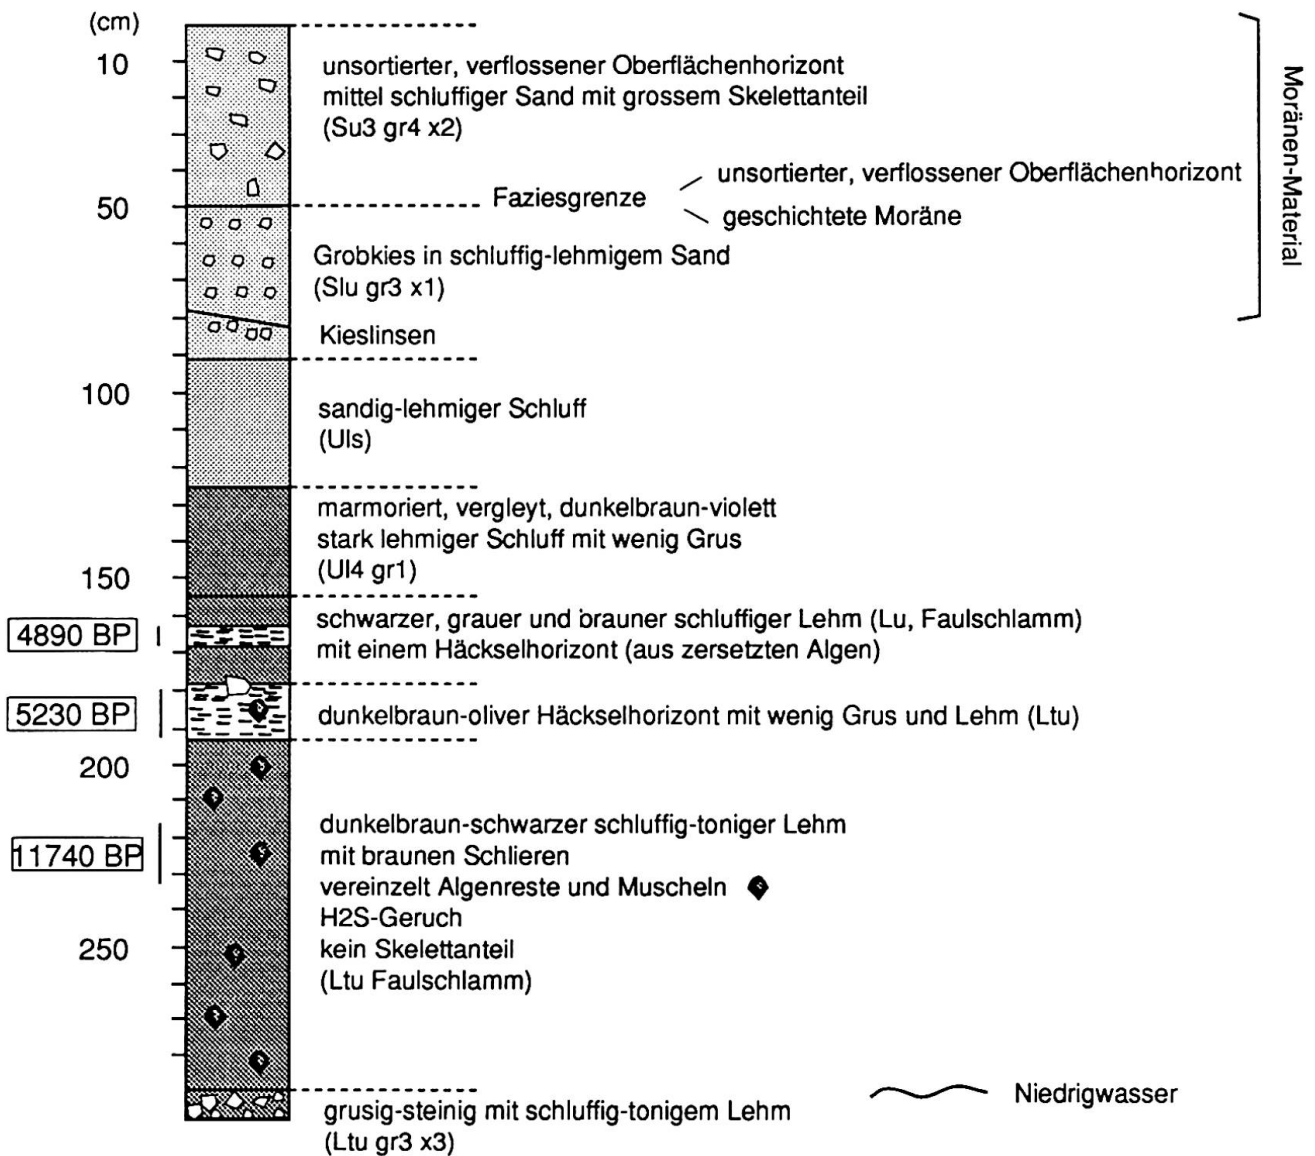 (cm)
10
unsortierter, verflossener Oberflächenhorizont
mittel schluffiger Sand mit grossem Skelettanteil
(Su3 gr4 x2)
Moränen-Material
50
Faziesgrenze
unsortierter, verflossener Oberflächenhorizont
geschichtete Moräne
Grobkies in schluffig-lehmigem Sand
(Slu gr3 x1)
Kieslinsen
100
sandig-lehmiger Schluff
(Uls)
marmoriert, vergleyt, dunkelbraun-violett
stark lehmiger Schluff mit wenig Grus
(Ul4 gr1)
150
4890 BP
schwarzer, grauer und brauner schluffiger Lehm (Lu, Faulschlamm)
mit einem Häckselhorizont (aus zersetzten Algen)
5230 BP
dunkelbraun-oliver Häckselhorizont mit wenig Grus und Lehm (Ltu)
200
11740 BP
dunkelbraun-schwarzer schluffig-toniger Lehm
mit braunen Schlieren
vereinzelt Algenreste und Muscheln
H2S-Geruch
kein Skelettanteil
(Ltu Faulschlamm)
250
Niedrigwasser
grusig-steinig mit schluffig-tonigem Lehm
(Ltu gr3 x3)